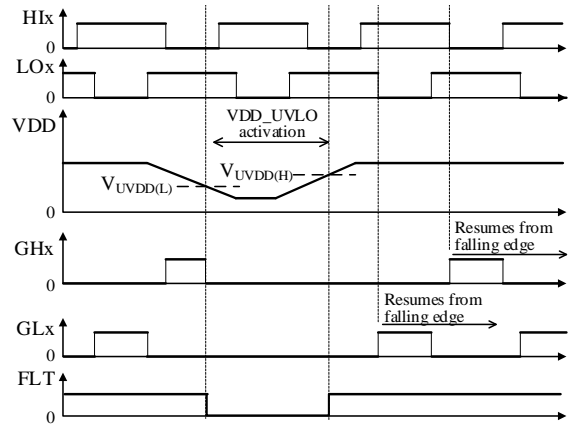 HIx
0
LOx
0
VDD
VDD_UVLO
activation
VUVDD(L)
VUVDD(H)
0
GHx
Resumes from
falling edge
0
Resumes from
falling edge
GLx
0
FLT
0